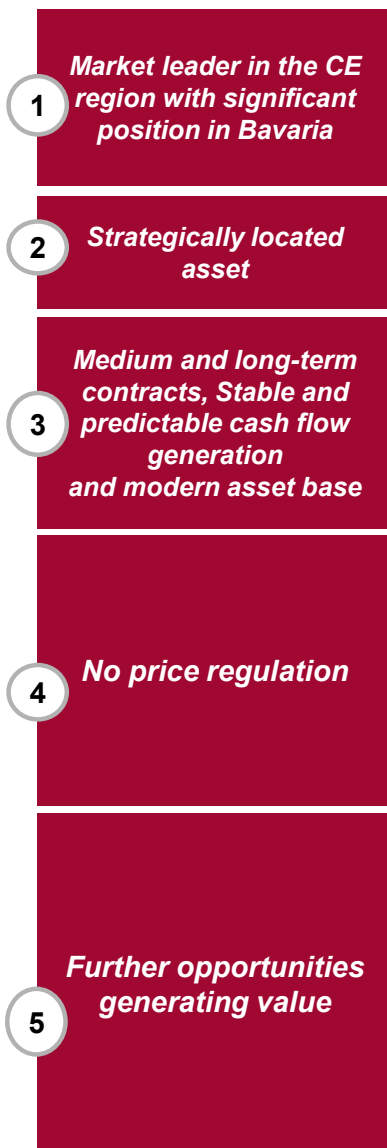 1
Market leader in the CE
region with significant
position in Bavaria
2
Strategically located
asset
3
Medium and long-term
contracts, Stable and
predictable cash flow
generation
and modern asset base
4
No price regulation
5
Further opportunities
generating value